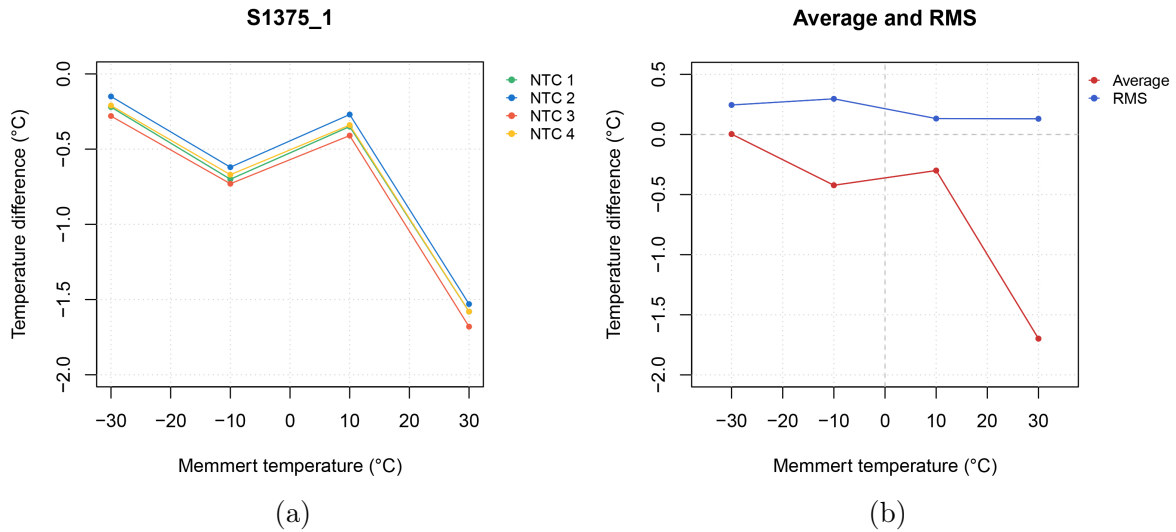 S1375_1
0.0
−0.5
−1.0
−1.5
−2.0
Temperature difference (°C)
−30 −20 −10 0 10 20 30
Memmert temperature (°C)
NTC 1
NTC 2
NTC 3
NTC 4
(a)
Average and RMS
0.5
0.0
−0.5
−1.0
−1.5
−2.0
Temperature difference (°C)
−30 −20 −10 0 10 20 30
Memmert temperature (°C)
Average
RMS
(b)